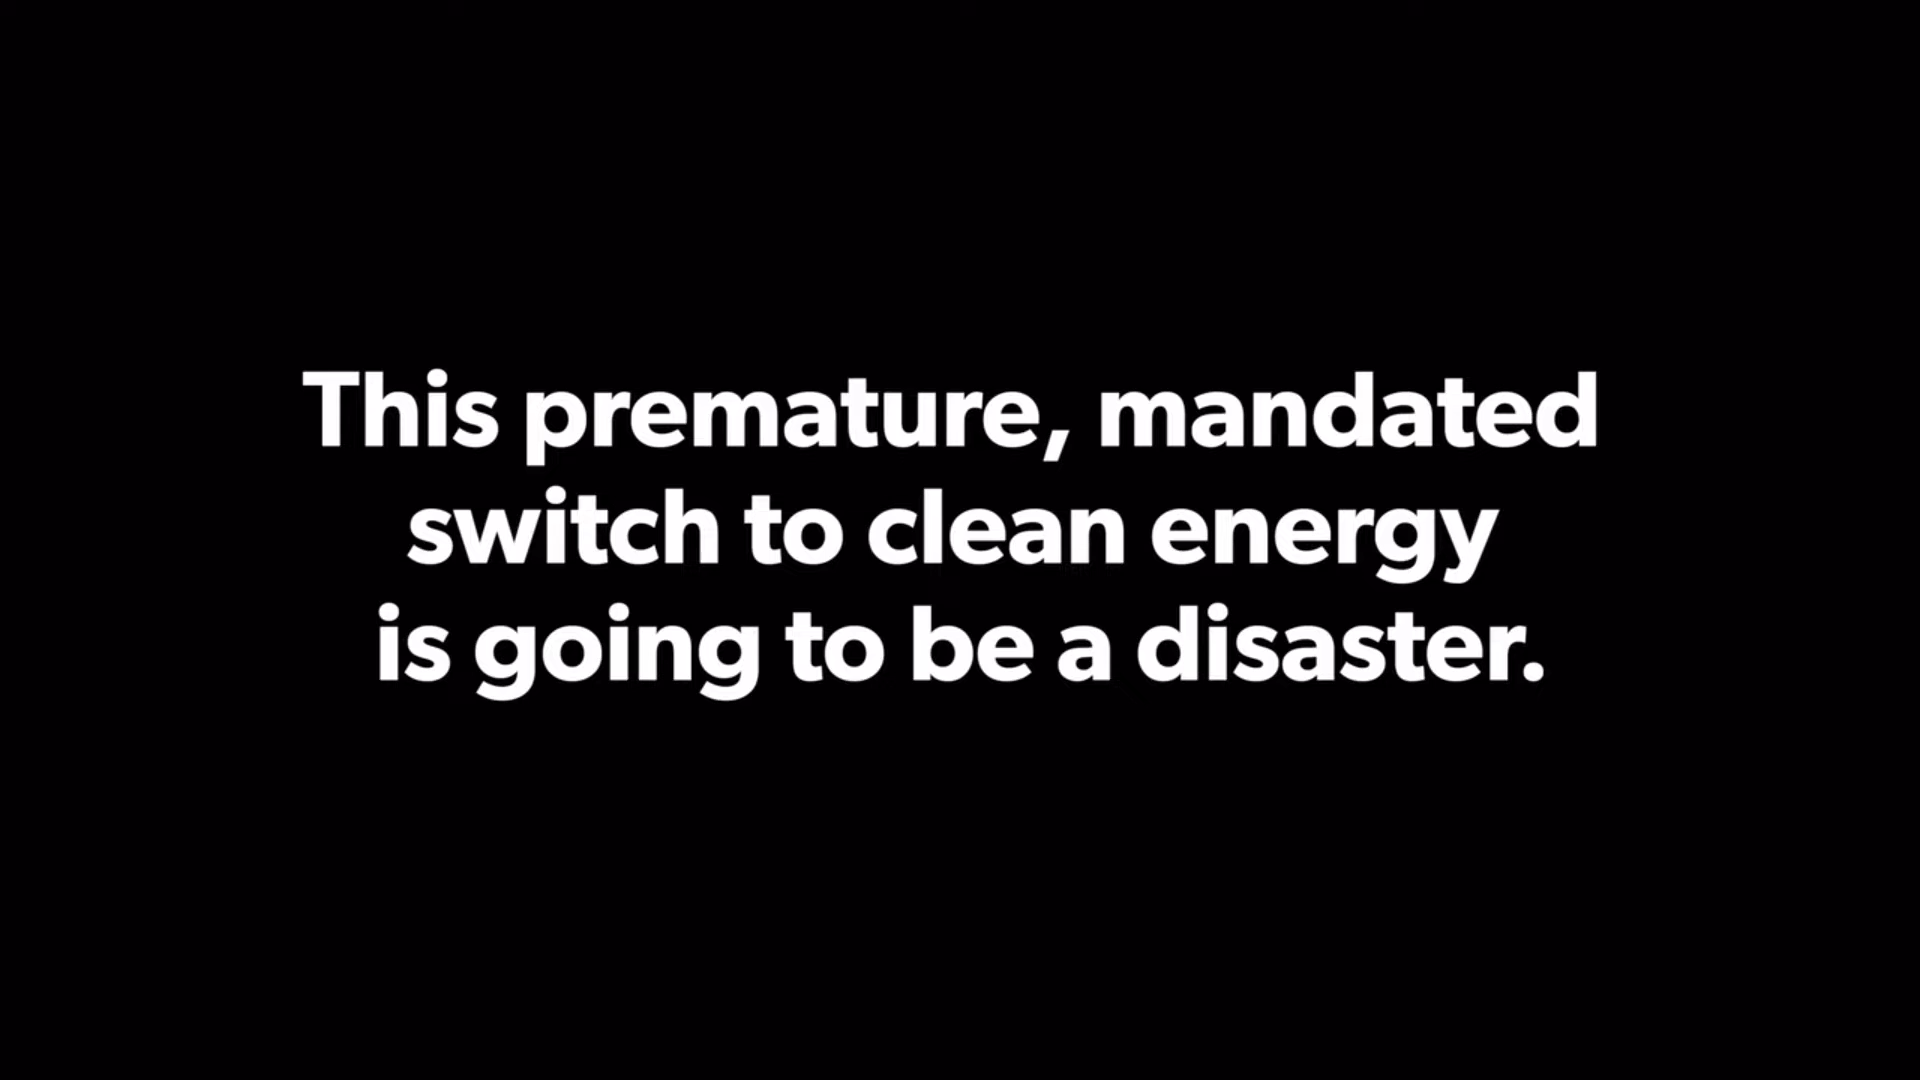 This premature, mandated
switch to clean energy
is going to be a disaster.